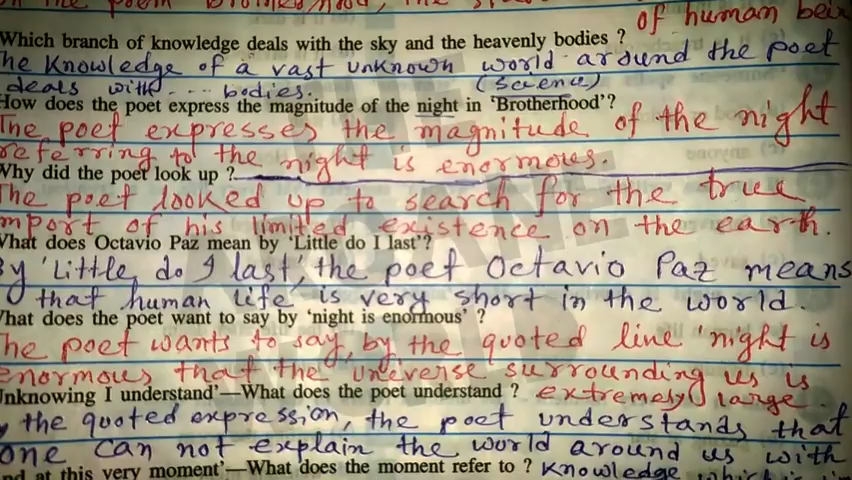 of human bein
Which branch of knowledge deals with the sky and the heavenly bodies ?
he Knowledge of a vast unknown world around the poet
deals with ... bodies. (Science)
How does the poet express the magnitude of the night in 'Brotherhood'?
The poet expresses the magnitude of the night
referring to the night is enormous.
Why did the poet look up ?
The poet looked up to search for the true
mport of his limited existence on the earth.
What does Octavio Paz mean by 'Little do I last'?
By 'Little do I last', the poet Octavio Paz means
that human life is very short in the world.
What does the poet want to say by 'night is enormous' ?
The poet wants to say, by the quoted line 'night is
enormous that the universe surrounding us is
extremely large.
Unknowing I understand'—What does the poet understand ?
the quoted expression, the poet understands that
one can not explain the world around us with
nd at this very moment'—What does the moment refer to ? Knowledge